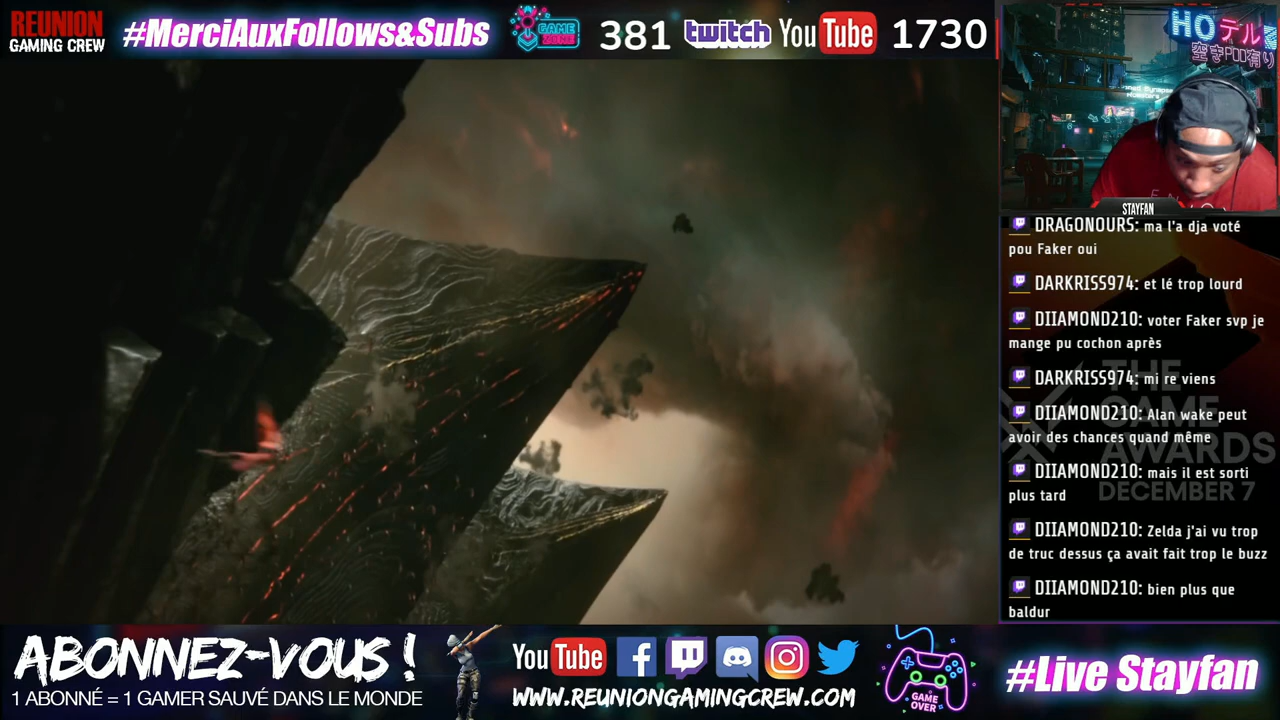 REUNION
GAMING CREW
#MerciAuxFollows&Subs
GAME
381
twitch
YouTube
1730
HOテル
STAYFAN
DRAGONOURS: ma l'a dja voté
pou Faker oui
DARKRISS974: et lé trop lourd
DIIAMOND210: voter Faker svp je
mange pu cochon après
DARKRISS974: mi re viens
DIIAMOND210: Alan wake peut
avoir des chances quand même
DIIAMOND210: mais il est sorti
plus tard
DIIAMOND210: Zelda j'ai vu trop
de truc dessus ça avait fait trop le buzz
DIIAMOND210: bien plus que
baldur
THE
GAME
AWARDS
DECEMBER 7
ABONNEZ-VOUS !
1 ABONNÉ = 1 GAMER SAUVÉ DANS LE MONDE
YouTube
WWW.REUNIONGAMINGCREW.COM
GAME
OVER
#Live Stayfan